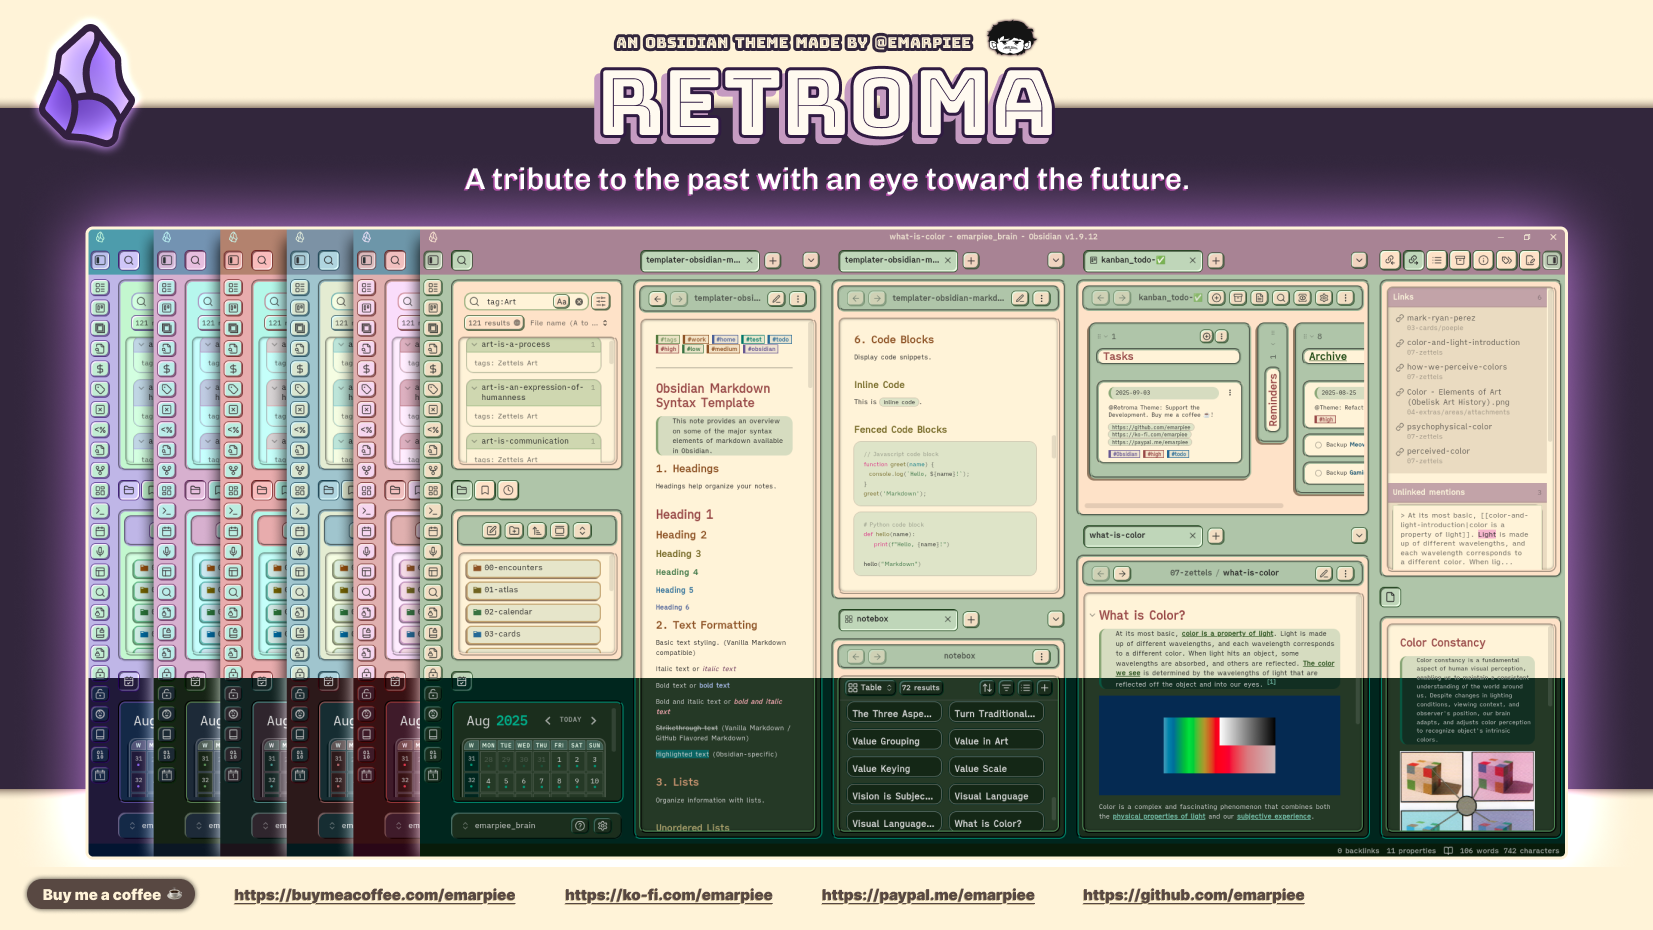 AN OBSIDIAN THEME MADE BY @EMARPIEE
RETROMA
A tribute to the past with an eye toward the future.
what-is-color - emarpiee_brain - Obsidian v1.9.12
templater-obsidian-m...
templater-obsidian-m...
kanban_todo-✅
tag:Art
Aa
121 results
File name (A to ...
art-is-a-process
1
tags: Zettels Art
art-is-an-expression-of-
humanness
1
tags: Zettels Art
art-is-communication
1
tags: Zettels Art
00-encounters
01-atlas
02-calendar
03-cards
Aug 2025
TODAY
W MON TUE WED THU FRI SAT SUN
31 28 29 30 31 1 2 3
32 4 5 6 7 8 9 10
emarpiee_brain
templater-obsi...
#tags #work #home #test #todo
#high #low #medium #obsidian
Obsidian Markdown
Syntax Template
This note provides an overview
on some of the major syntax
elements of markdown available
in Obsidian.
1. Headings
Headings help organize your notes.
Heading 1
Heading 2
Heading 3
Heading 4
Heading 5
Heading 6
2. Text Formatting
Basic text styling. (Vanilla Markdown
compatible)
Italic text or italic text
Bold text or bold text
Bold and italic text or bold and italic
text
Strikethrough text (Vanilla Markdown /
GitHub Flavored Markdown)
Highlighted text (Obsidian-specific)
3. Lists
Organize information with lists.
Unordered Lists
templater-obsidian-markd...
6. Code Blocks
Display code snippets.
Inline Code
This is inline code.
Fenced Code Blocks
// Javascript code block
function greet(name) {
console.log(`Hello, ${name}!`);
}
greet('Markdown');
# Python code block
def hello(name):
print(f"Hello, {name}!")
hello("Markdown")
notebook
notebook
Table
72 results
The Three Aspe...
Turn Traditional...
Value Grouping
Value in Art
Value Keying
Value Scale
Vision is Subjec...
Visual Language
Visual Language...
What is Color?
kanban_todo-✅
1
Tasks
2025-09-03
@Retroma Theme: Support the
Development. Buy me a coffee ☕!
https://github.com/emarpiee
https://ko-fi.com/emarpiee
https://paypal.me/emarpiee
#Obsidian #high #todo
1
Reminders
8
Archive
2025-08-25
@Theme: Refact
#high
Backup Meow
Backup Gami
what-is-color
07-zettels / what-is-color
What is Color?
At its most basic, color is a property of light. Light is made
up of different wavelengths, and each wavelength corresponds
to a different color. When light hits an object, some
wavelengths are absorbed, and others are reflected. The color
we see is determined by the wavelengths of light that are
reflected off the object and into our eyes. [1]
Color is a complex and fascinating phenomenon that combines both
the physical properties of light and our subjective experience.
Links
6
mark-ryan-perez
03-cards/people
color-and-light-introduction
07-zettels
how-we-perceive-colors
07-zettels
Color - Elements of Art
(Obelisk Art History).png
04-extras/areas/attachments
psychophysical-color
07-zettels
perceived-color
07-zettels
Unlinked mentions
3
> At its most basic, [[color-and-
light-introduction|color is a
property of light]]. Light is made
up of different wavelengths, and
each wavelength corresponds to
a different color. When lig...
Color Constancy
Color constancy is a fundamental
aspect of human visual perception,
enabling us to maintain a consistent
understanding of the world around
us. Despite changes in lighting
conditions, viewing context, and
observer's position, our brain
adapts, and adjusts color perception
to recognize object's intrinsic
colors.
0 backlinks 11 properties 106 words 742 characters
Buy me a coffee ☕
https://buymeacoffee.com/emarpiee
https://ko-fi.com/emarpiee
https://paypal.me/emarpiee
https://github.com/emarpiee